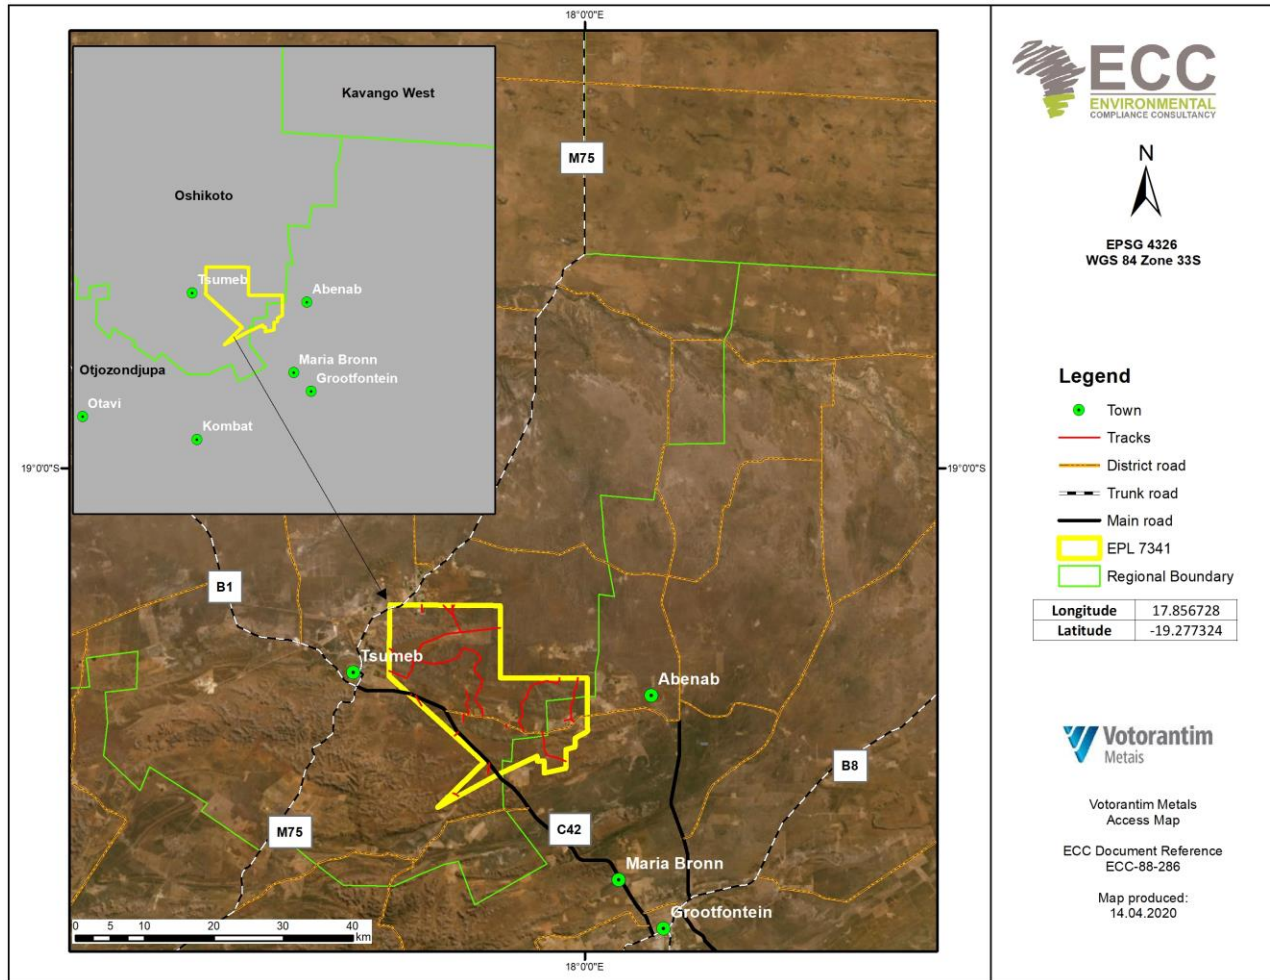 18°0'0"E
Kavango West
Oshikoto
Tsumeb
Abenab
Maria Bronn
Grootfontein
Otjozondjupa
Otavi
Kombat
M75
19°0'0"S
19°0'0"S
B1
Tsumeb
Abenab
B8
M75
C42
Maria Bronn
Grootfontein
0 5 10 20 30 40
km
18°0'0"E
ECC
ENVIRONMENTAL
COMPLIANCE CONSULTANCY
N
EPSG 4326
WGS 84 Zone 33S
Legend
Town
Tracks
District road
Trunk road
Main road
EPL 7341
Regional Boundary
Longitude 17.856728
Latitude -19.277324
Votorantim
Metais
Votorantim Metals
Access Map
ECC Document Reference
ECC-88-286
Map produced:
14.04.2020